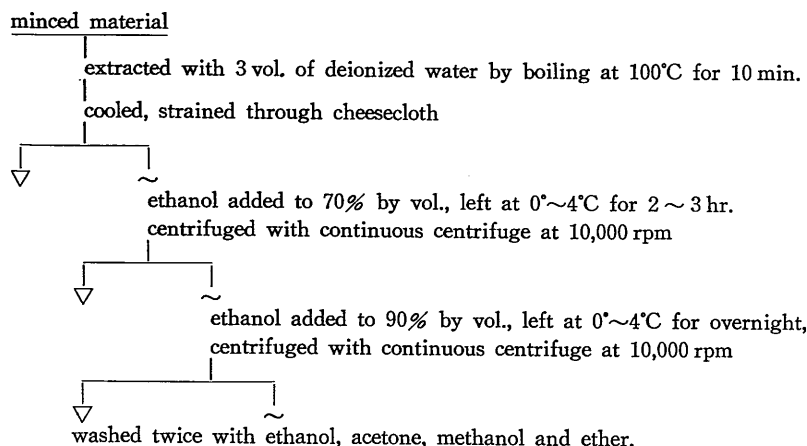 minced material
extracted with 3 vol. of deionized water by boiling at 100°C for 10 min.
cooled, strained through cheesecloth
▽ ~
ethanol added to 70% by vol., left at 0°~4°C for 2~3 hr.
centrifuged with continuous centrifuge at 10,000 rpm
▽ ~
ethanol added to 90% by vol., left at 0°~4°C for overnight,
centrifuged with continuous centrifuge at 10,000 rpm
▽ ~
washed twice with ethanol, acetone, methanol and ether.